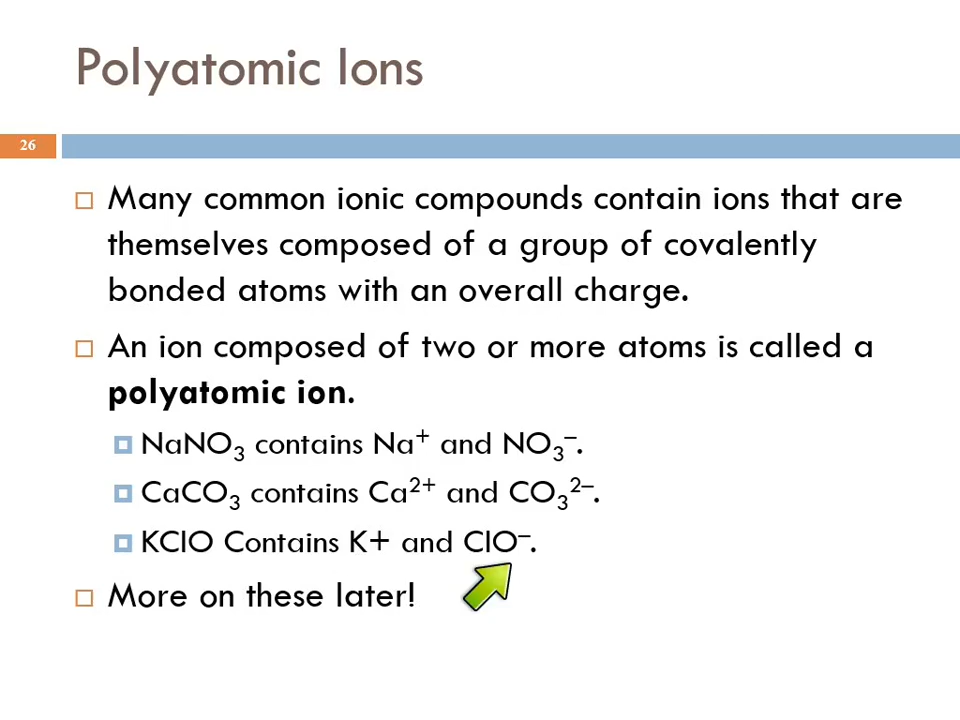 Polyatomic Ions
26
Many common ionic compounds contain ions that are
themselves composed of a group of covalently
bonded atoms with an overall charge.
An ion composed of two or more atoms is called a
polyatomic ion.
NaNO₃ contains Na⁺ and NO₃⁻.
CaCO₃ contains Ca²⁺ and CO₃²⁻.
KClO Contains K+ and ClO⁻.
More on these later!